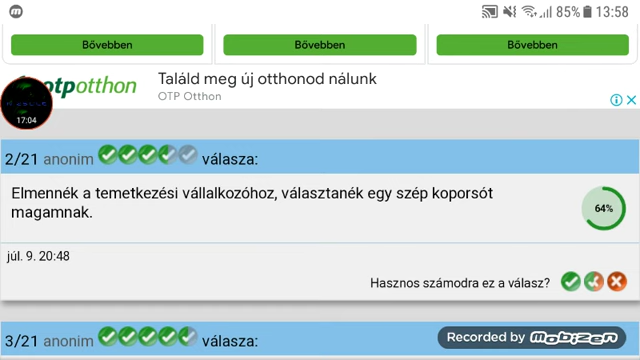 85% 13:58
Bővebben
Bővebben
Bővebben
otpotthon
Találd meg új otthonod nálunk
OTP Otthon
17:04
2/21 anonim válasza:
Elmennék a temetkezési vállalkozóhoz, választanék egy szép koporsót
magamnak.
64%
júl. 9. 20:48
Hasznos számodra ez a válasz?
3/21 anonim válasza:
Recorded by mobizen